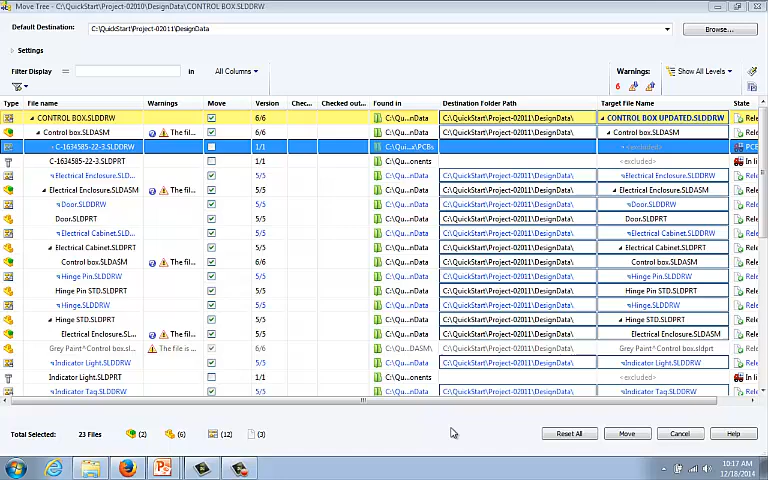 Move Tree - C:\QuickStart\Project-02010\DesignData\CONTROL BOX.SLDDRW
Default Destination: C:\QuickStart\Project-02011\DesignData Browse...
Settings
Filter Display = in All Columns Warnings: 6 Show All Levels
Type File name Warnings Move Version Chec... Checked out... Found in Destination Folder Path Target File Name State
CONTROL BOX.SLDDRW 6/6 C:\Qu...nData C:\QuickStart\Project-02011\DesignData\ CONTROL BOX UPDATED.SLDDRW Rele
Control box.SLDASM The fil... 6/6 C:\Qu...nData C:\QuickStart\Project-02011\DesignData\ Control box.SLDASM Rele
C-1634585-22-3.SLDDRW 1/1 C:\Qui...a\PCBs <excluded> PCE
C-1634585-22-3.SLDPRT 1/1 C:\Qu...onents <excluded> In li
Electrical Enclosure.SL... 5/5 C:\Qu...nData C:\QuickStart\Project-02011\DesignData\ Electrical Enclosure.SLDDRW Rele
Electrical Enclosure.SLDASM The fil... 5/5 C:\Qu...nData C:\QuickStart\Project-02011\DesignData\ Electrical Enclosure.SLDASM Rele
Door.SLDDRW 5/5 C:\Qu...nData C:\QuickStart\Project-02011\DesignData\ Door.SLDDRW Rele
Door.SLDPRT 5/5 C:\Qu...nData C:\QuickStart\Project-02011\DesignData\ Door.SLDPRT Rele
Electrical Cabinet.SLD... 5/5 C:\Qu...nData C:\QuickStart\Project-02011\DesignData\ Electrical Cabinet.SLDDRW Rele
Electrical Cabinet.SLDPRT 5/5 C:\Qu...nData C:\QuickStart\Project-02011\DesignData\ Electrical Cabinet.SLDPRT Rele
Control box.SLDASM The fil... 6/6 C:\Qu...nData C:\QuickStart\Project-02011\DesignData\ Control box.SLDASM Rele
Hinge Pin.SLDDRW 5/5 C:\Qu...nData C:\QuickStart\Project-02011\DesignData\ Hinge Pin.SLDDRW Rele
Hinge Pin STD.SLDPRT 5/5 C:\Qu...nData C:\QuickStart\Project-02011\DesignData\ Hinge Pin STD.SLDPRT Rele
Hinge.SLDDRW 5/5 C:\Qu...nData C:\QuickStart\Project-02011\DesignData\ Hinge.SLDDRW Rele
Hinge STD.SLDPRT 5/5 C:\Qu...nData C:\QuickStart\Project-02011\DesignData\ Hinge STD.SLDPRT Rele
Electrical Enclosure.SL... The fil... 5/5 C:\Qu...nData C:\QuickStart\Project-02011\DesignData\ Electrical Enclosure.SLDASM Rele
Grey Paint^Control box.sl... The file is ... 6/6 C:\Qu...DASM\ Grey Paint^Control box.sldprt Rele
Indicator Light.SLDDRW 5/5 C:\Qu...nData C:\QuickStart\Project-02011\DesignData\ Indicator Light.SLDDRW Rele
Indicator Light.SLDPRT 1/1 C:\Qu...onents <excluded> In li
Indicator Tag.SLDDRW 5/5 C:\Qu...nData C:\QuickStart\Project-02011\DesignData\ Indicator Tag.SLDDRW Rele
Total Selected: 23 Files (2) (6) (12) (3) Reset All Move Cancel Help
10:17 AM
12/18/2014